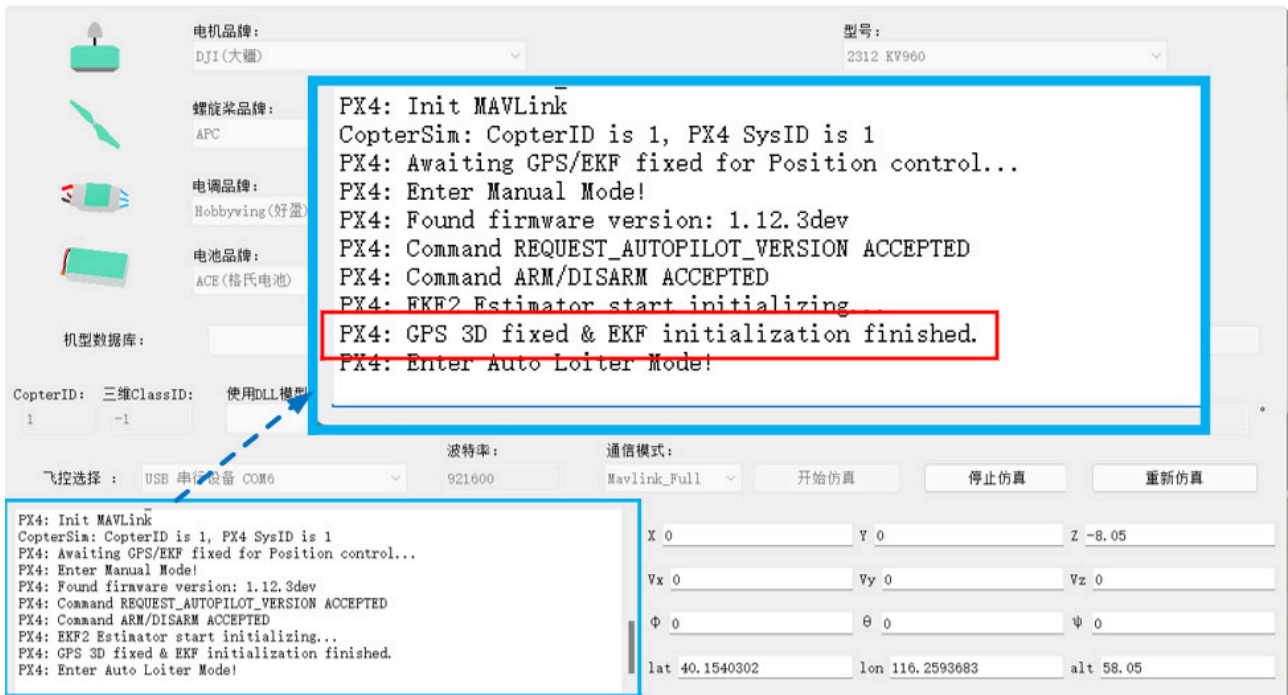 电机品牌：
型号：
DJI(大疆)
2312 KV960
螺旋桨品牌：
APC
电调品牌：
Hobbywing(好盈)
电池品牌：
ACE(格氏电池)
机型数据库：
PX4: Init MAVLink
CopterSim: CopterID is 1, PX4 SysID is 1
PX4: Awaiting GPS/EKF fixed for Position control...
PX4: Enter Manual Mode!
PX4: Found firmware version: 1.12.3dev
PX4: Command REQUEST_AUTOPILOT_VERSION ACCEPTED
PX4: Command ARM/DISARM ACCEPTED
PX4: EKF2 Estimator start initializing...
PX4: GPS 3D fixed & EKF initialization finished.
PX4: Enter Auto Loiter Mode!
CopterID: 三维ClassID: 使用DLL模型
1 -1
波特率： 通信模式：
飞控选择 ： USB 串行设备 COM6 921600 Mavlink_Full 开始仿真 停止仿真 重新仿真
PX4: Init MAVLink
CopterSim: CopterID is 1, PX4 SysID is 1
PX4: Awaiting GPS/EKF fixed for Position control...
PX4: Enter Manual Mode!
PX4: Found firmware version: 1.12.3dev
PX4: Command REQUEST_AUTOPILOT_VERSION ACCEPTED
PX4: Command ARM/DISARM ACCEPTED
PX4: EKF2 Estimator start initializing...
PX4: GPS 3D fixed & EKF initialization finished.
PX4: Enter Auto Loiter Mode!
X 0 Y 0 Z -8.05
Vx 0 Vy 0 Vz 0
Φ 0 θ 0 ψ 0
lat 40.1540302 lon 116.2593683 alt 58.05